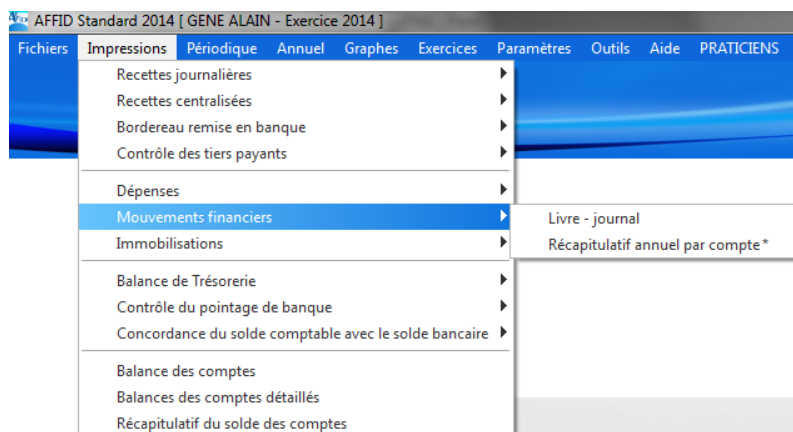 AFFID Standard 2014 [ GENE ALAIN - Exercice 2014 ]
Fichiers Impressions Périodique Annuel Graphes Exercices Paramètres Outils Aide PRATICIENS
Recettes journalières
Recettes centralisées
Bordereau remise en banque
Contrôle des tiers payants
Dépenses
Mouvements financiers
Livre - journal
Récapitulatif annuel par compte*
Immobilisations
Balance de Trésorerie
Contrôle du pointage de banque
Concordance du solde comptable avec le solde bancaire
Balance des comptes
Balances des comptes détaillés
Récapitulatif du solde des comptes